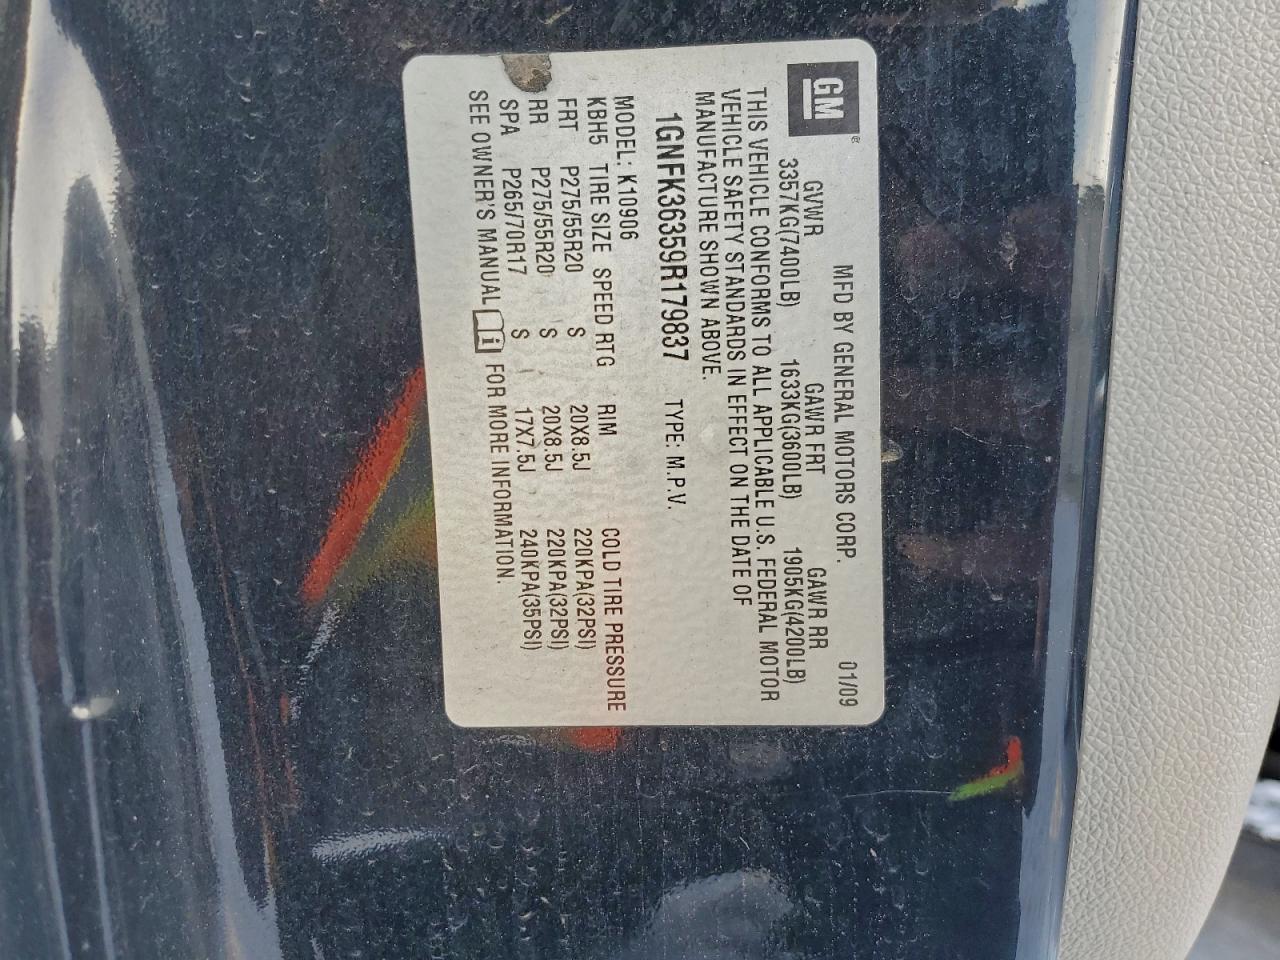 GM®
MFD BY GENERAL MOTORS CORP. 01/09
GVWR GAWR FRT GAWR RR
3357KG(7400LB) 1633KG(3600LB) 1905KG(4200LB)
THIS VEHICLE CONFORMS TO ALL APPLICABLE U.S. FEDERAL MOTOR
VEHICLE SAFETY STANDARDS IN EFFECT ON THE DATE OF
MANUFACTURE SHOWN ABOVE.
1GNFK36359R179837 TYPE: M.P.V.
MODEL: K10906
KBH5 TIRE SIZE SPEED RTG RIM COLD TIRE PRESSURE
FRT P275/55R20 S 20X8.5J 220KPA(32PSI)
RR P275/55R20 S 20X8.5J 220KPA(32PSI)
SPA P265/70R17 S 17X7.5J 240KPA(35PSI)
SEE OWNER'S MANUAL i FOR MORE INFORMATION.